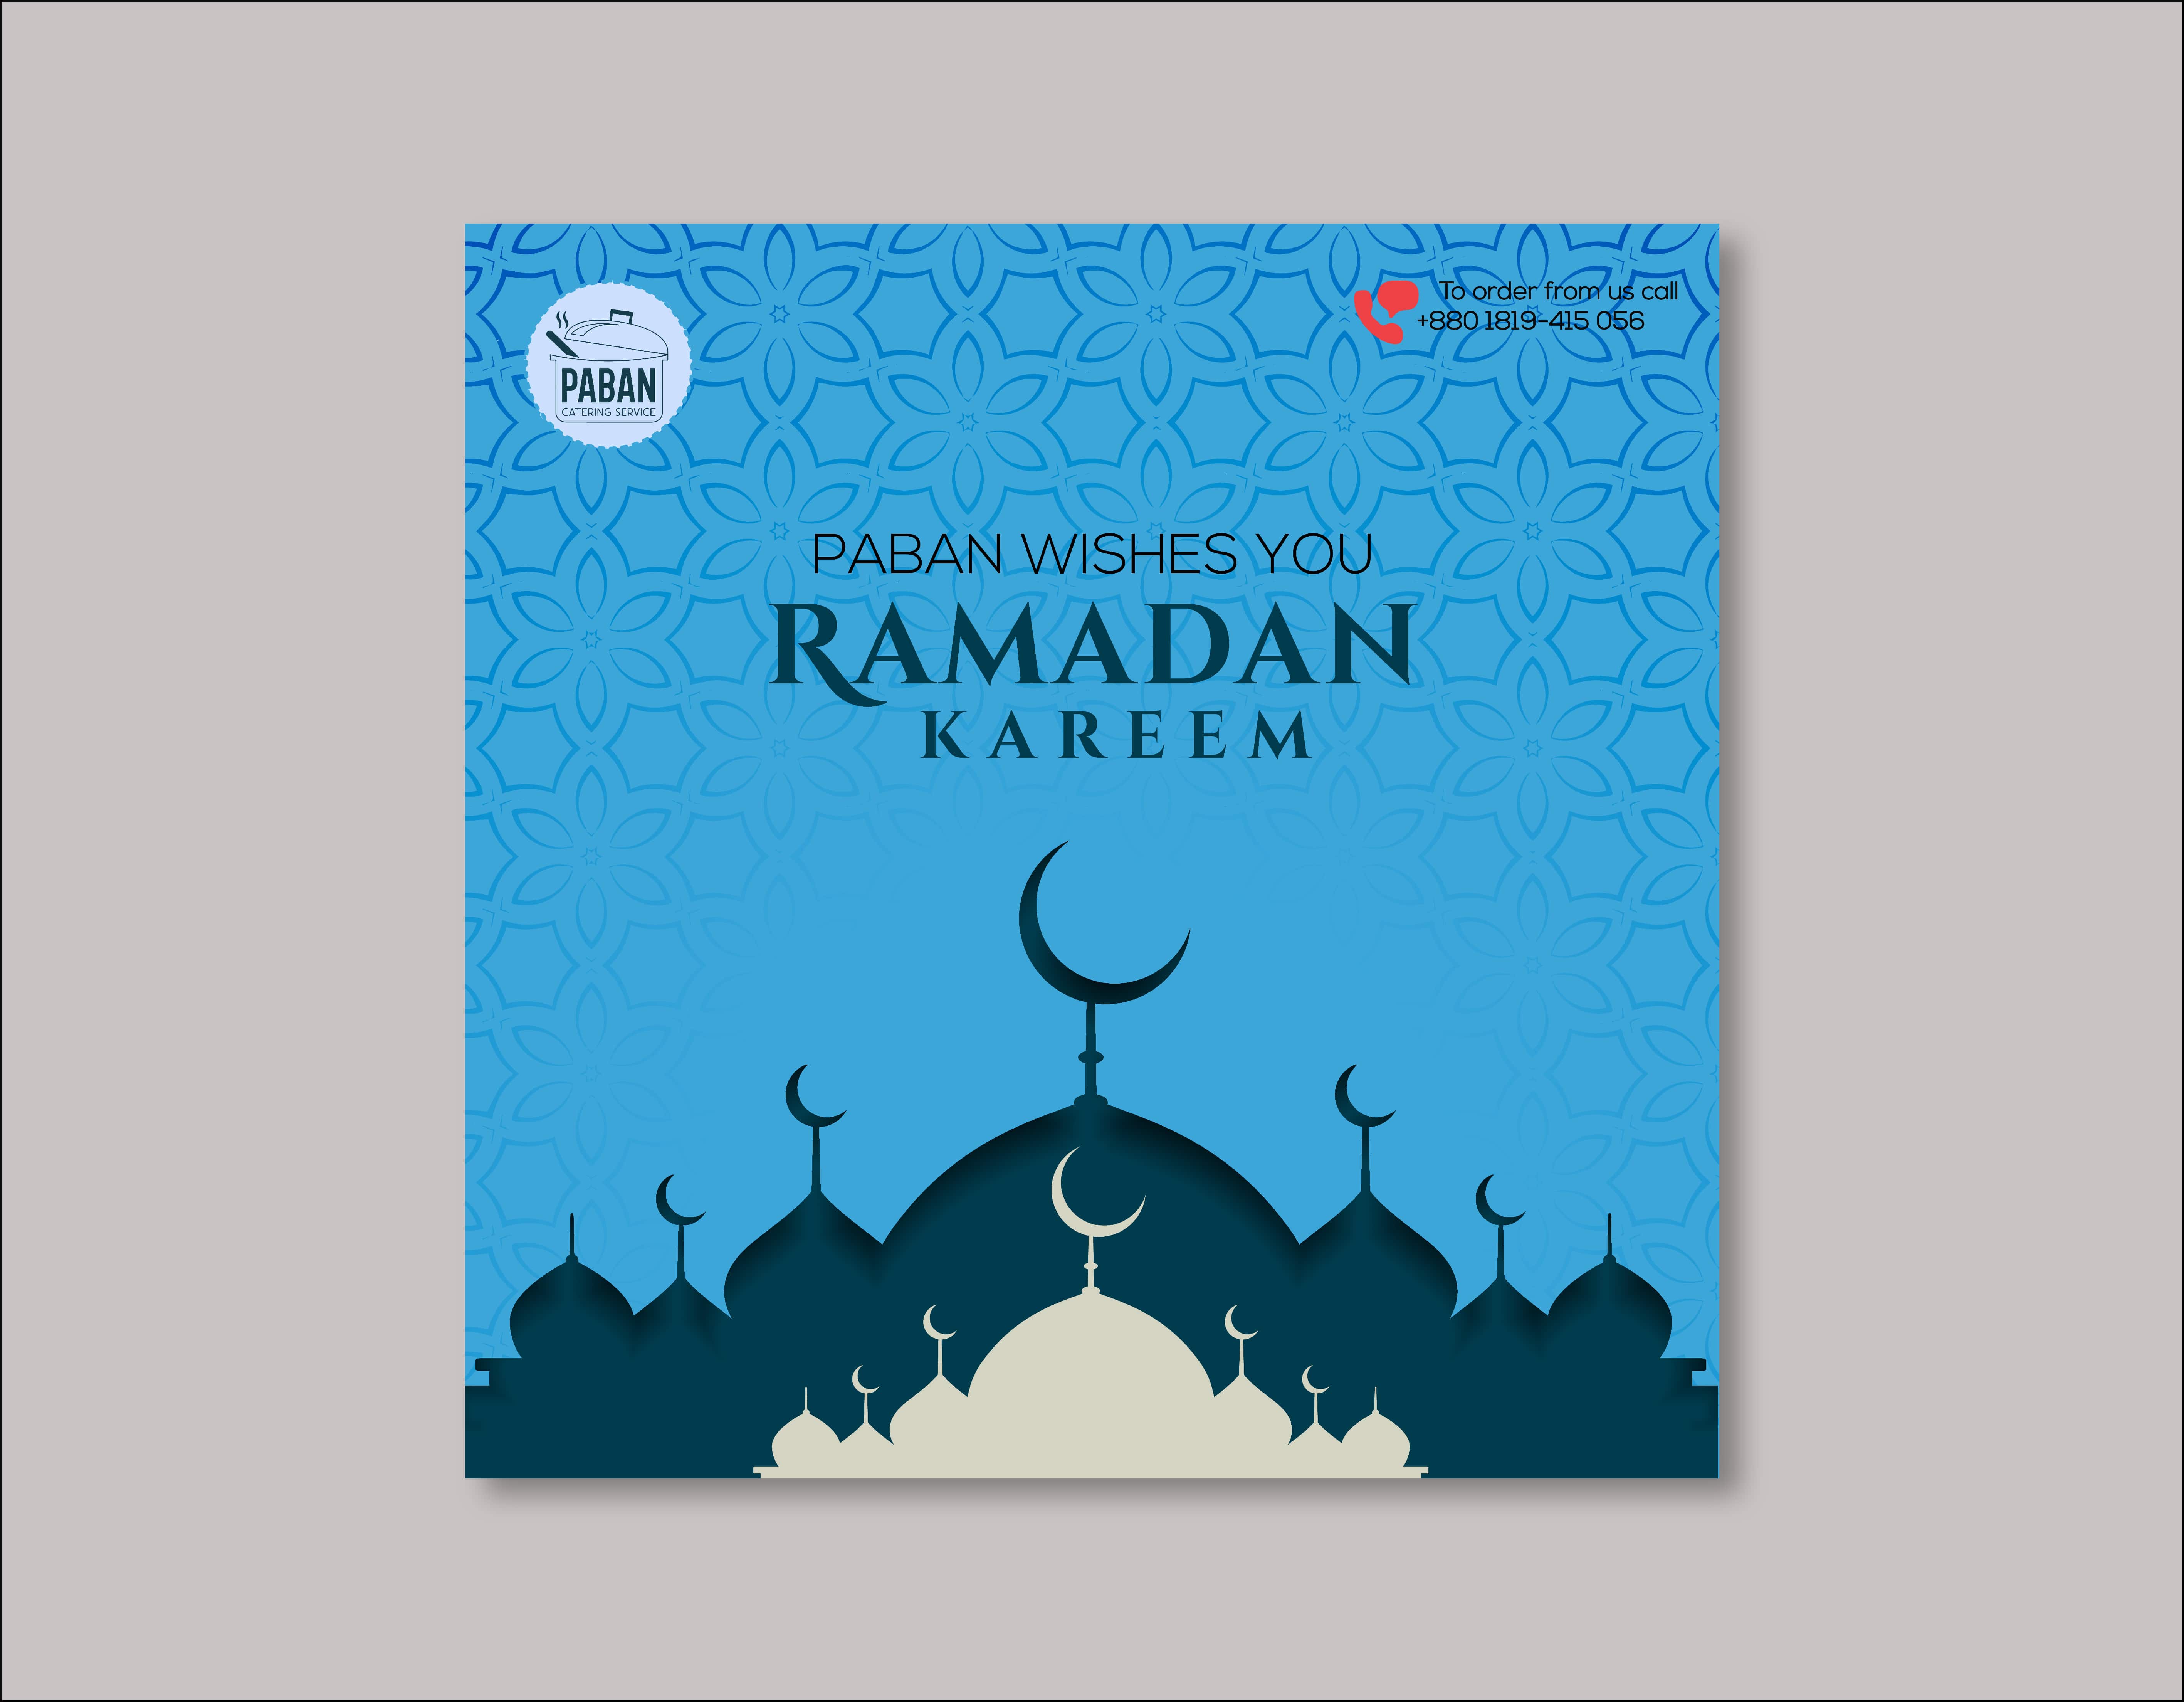 PABAN
CATERING SERVICE
To order from us call
+880 1819-415 056
PABAN WISHES YOU
RAMADAN
KAREEM